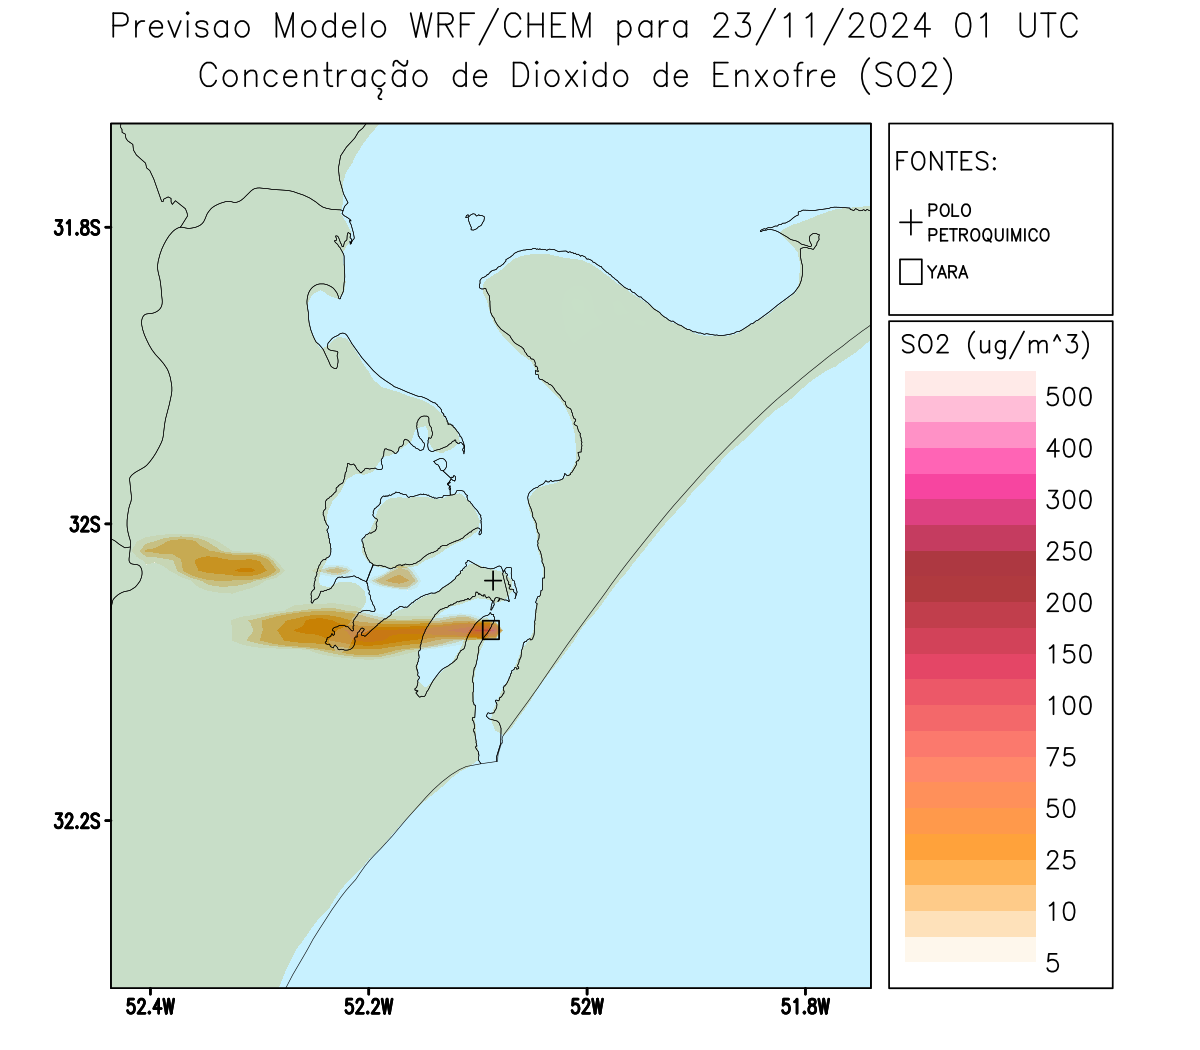 Previsao Modelo WRF/CHEM para 23/11/2024 01 UTC
Concentração de Dioxido de Enxofre (SO2)
FONTES:
POLO
PETROQUIMICO
YARA
SO2 (ug/m^3)
500
400
300
250
200
150
100
75
50
25
10
5
31.8S
32S
32.2S
52.4W
52.2W
52W
51.8W